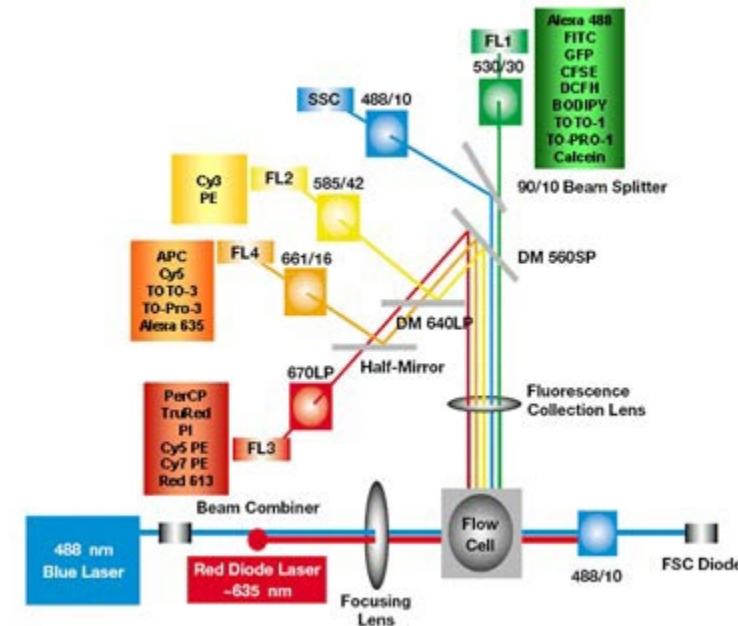 Alexa 488
FITC
GFP
CFSE
DCFH
BODIPY
TOTO-1
TO-PRO-1
Calcein
FL1
530/30
SSC
488/10
90/10 Beam Splitter
Cy3
PE
FL2
585/42
DM 560SP
APC
Cy5
TOTO-3
TO-Pro-3
Alexa 635
FL4
661/16
DM 640LP
Half-Mirror
670LP
PerCP
TruRed
PI
Cy5 PE
Cy7 PE
Red 613
FL3
Fluorescence
Collection Lens
Beam Combiner
488 nm
Blue Laser
Red Diode Laser
~635 nm
Focusing
Lens
Flow
Cell
488/10
FSC Diode